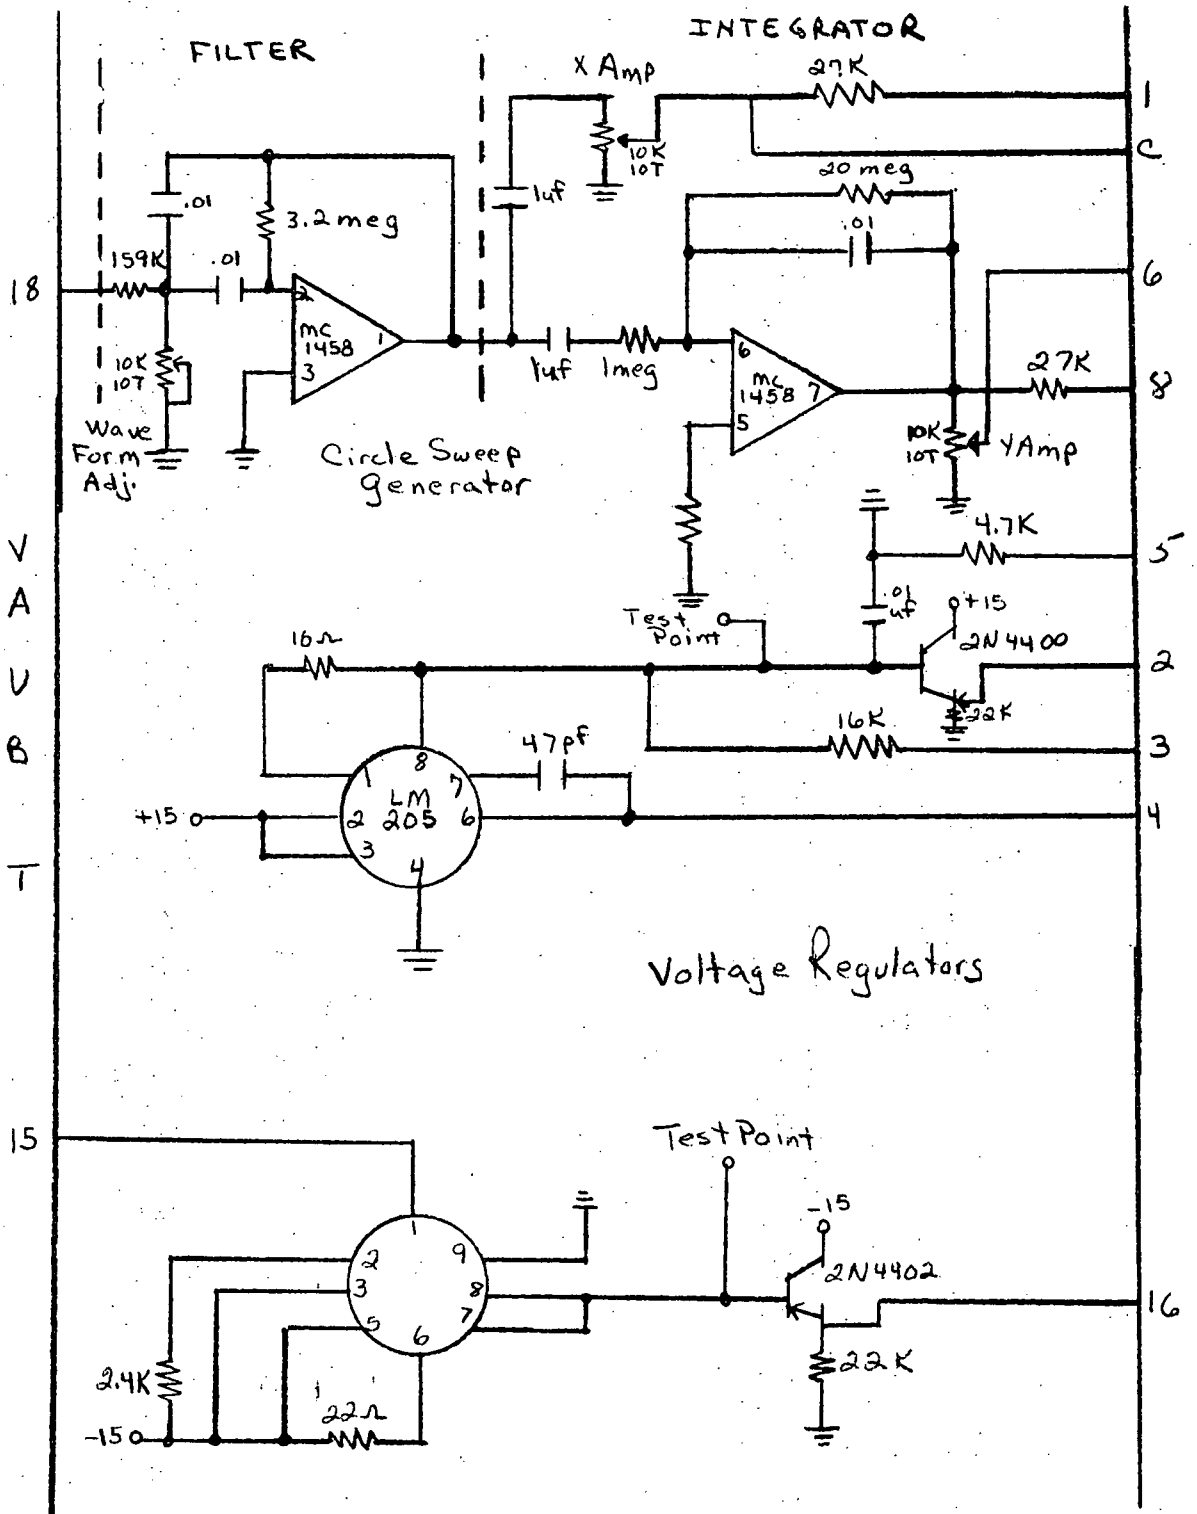 FILTER
INTEGRATOR
X Amp
27K
1
10K
10T
C
20 meg
.01
1uf
3.2 meg
.01
159K
.01
18
6
2
MC
1458
1
3
10K
10T
1uf
1meg
6
MC
1458
7
5
27K
8
Wave
Form
Adj.
Circle Sweep
Generator
10K
10T
YAmp
4.7K
5
V
A
U
B
T
.01
uf
+15
2N4400
Test
Point
16Ω
2
22K
16K
3
47pf
8
1
7
LM
205
+15
2
6
3
4
4
Voltage Regulators
15
Test Point
1
-15
2
9
2N4402
3
8
5
7
6
16
2.4K
22K
22Ω
-15